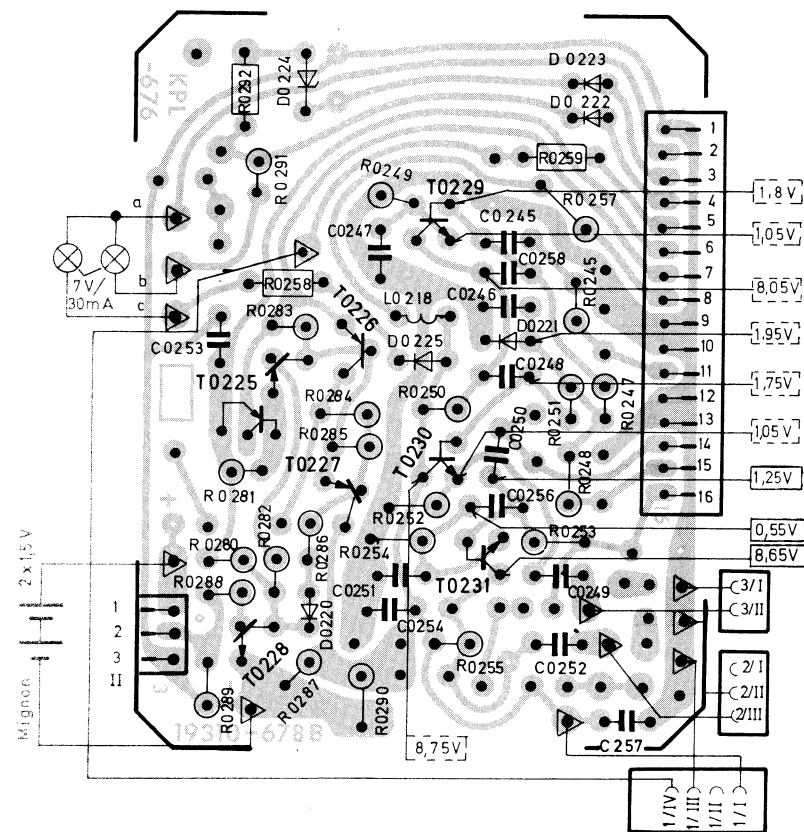 D0223
D0222
KPL
-676
R0292
D0224
R0291
R0259
R0249
T0229
R0257
1
2
3
4
5
6
7
8
9
10
11
12
13
14
15
16
1,8V
1,05V
8,05V
1,95V
1,75V
1,05V
1,25V
0,55V
8,65V
a
b
c
7V/
30mA
C0247
C0245
C0258
R0245
R0258
L0218
C0246
R0283
T0226
D0221
C0253
D0225
C0248
T0225
R0284
R0250
R0251
R0247
R0285
T0230
C0250
T0227
R0248
R0281
R0252
C0256
R0282
R0286
R0254
R0253
R0280
R0288
C0251
T0231
C0249
D0220
C0254
2 x 1,5 V
Mignon
1
2
3
II
T0228
R0287
R0255
C0252
R0289
R0290
3
19310-678B
8,75V
C257
3/I
3/II
2/I
2/II
2/III
1/IV
1/III
1/II
1/I